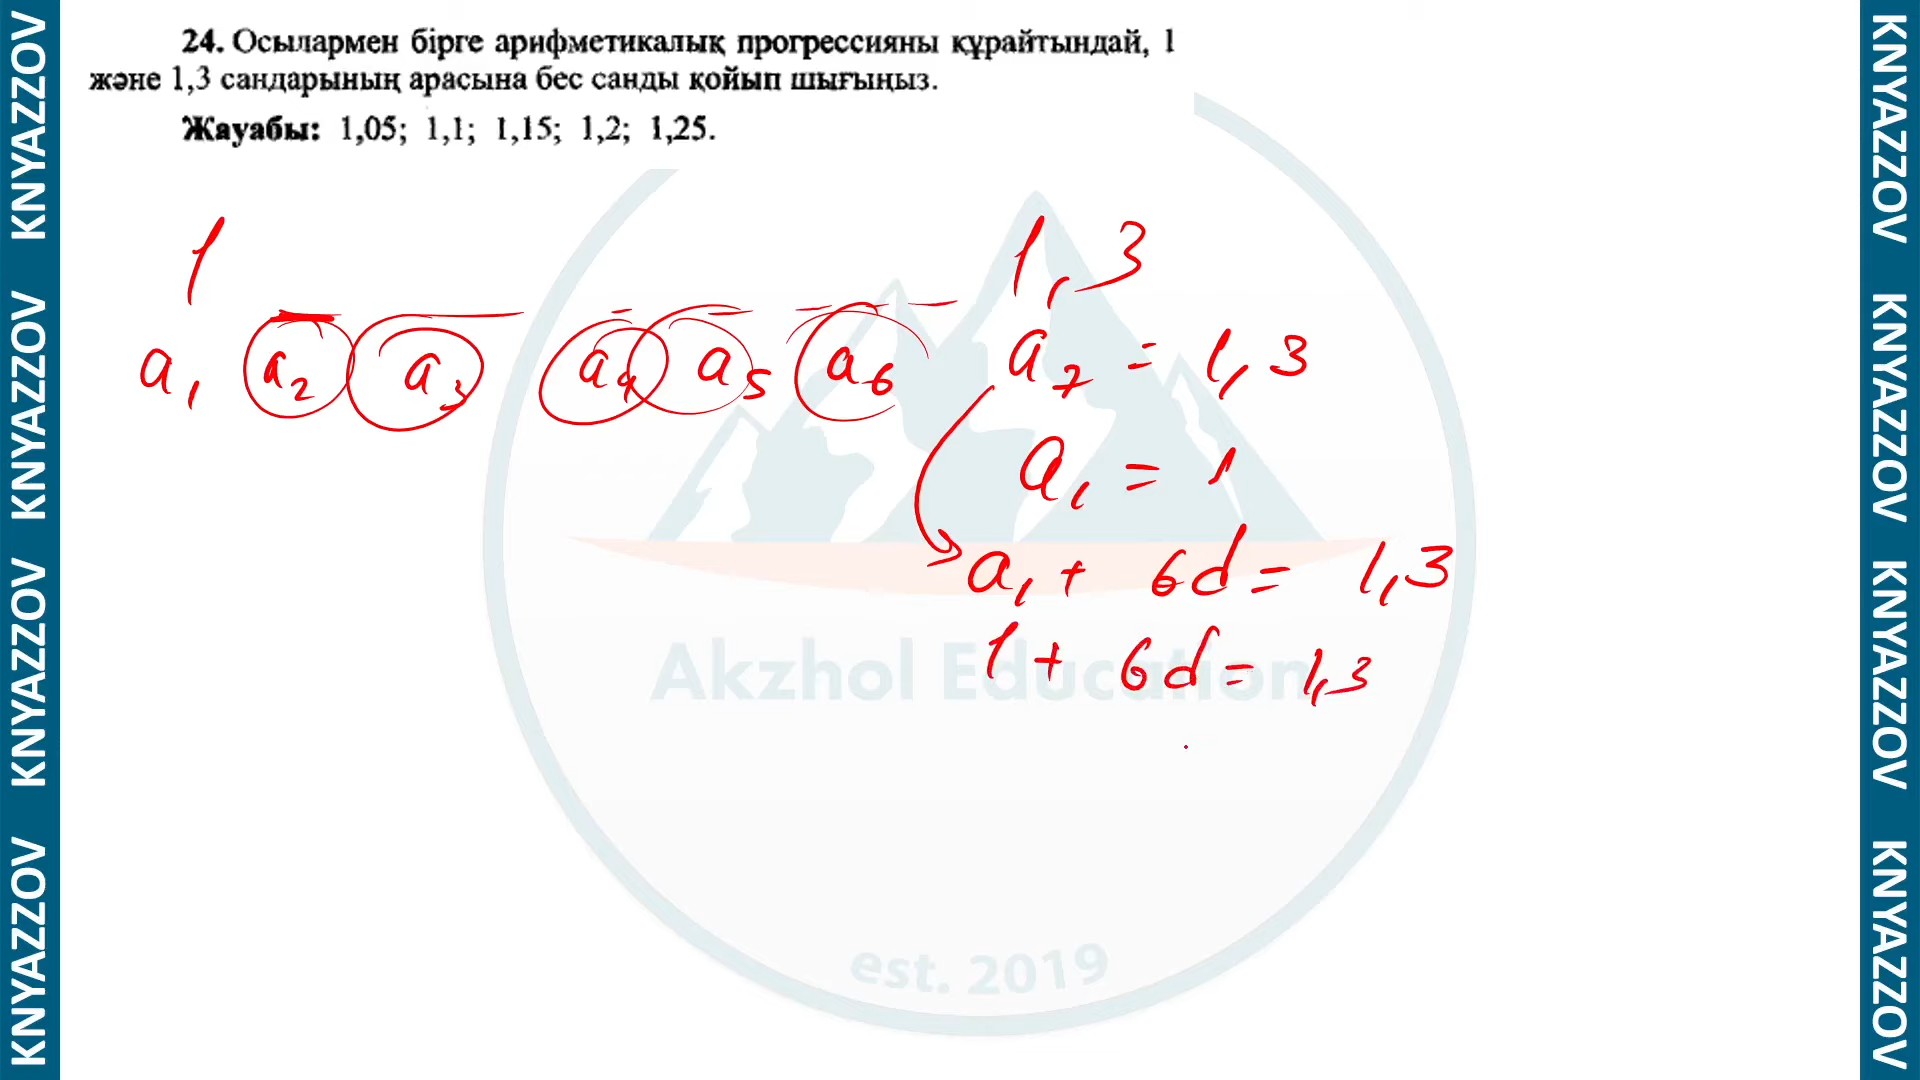 24. Осылармен бірге арифметикалық прогрессияны құрайтындай, 1
және 1,3 сандарының арасына бес санды қойып шығыңыз.
Жауабы: 1,05; 1,1; 1,15; 1,2; 1,25.
1 1,3
a₁ a₂ a₃ a₄ a₅ a₆ a₇ = 1,3
a₁ = 1
a₁ + 6d = 1,3
1 + 6d = 1,3
Akzhol Education
est. 2019
KNYAZZOV KNYAZZOV KNYAZZOV KNYAZZOV
KNYAZZOV KNYAZZOV KNYAZZOV KNYAZZOV